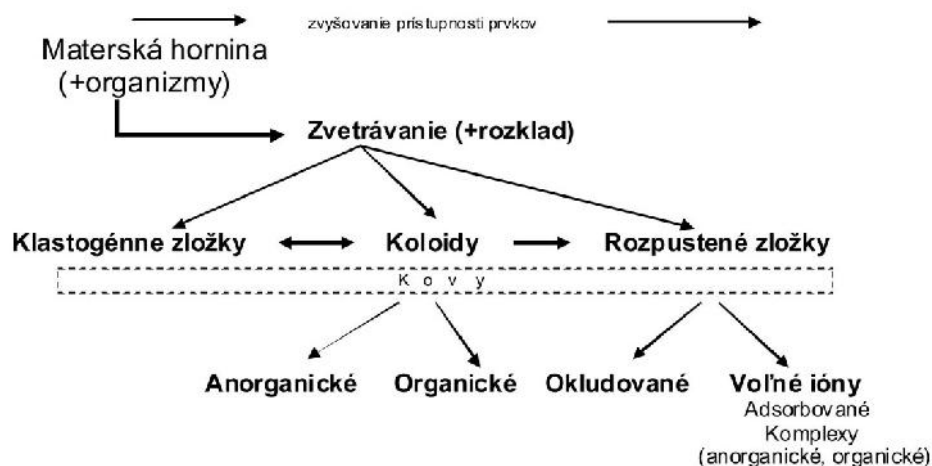 zvyšovanie prístupnosti prvkov
Materská hornina
(+organizmy)
Zvetrávanie (+rozklad)
Klastogénne zložky
Koloidy
Rozpustené zložky
K o v y
Anorganické
Organické
Okludované
Voľné ióny
Adsorbované
Komplexy
(anorganické, organické)